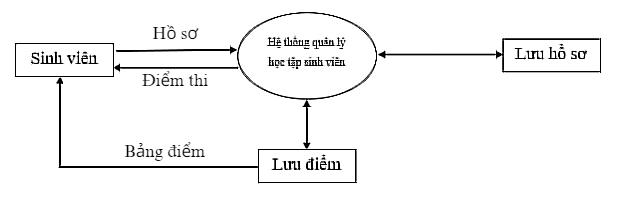 Hồ sơ
Hệ thống quản lý
học tập sinh viên
Sinh viên
Lưu hồ sơ
Điểm thi
Bảng điểm
Lưu điểm